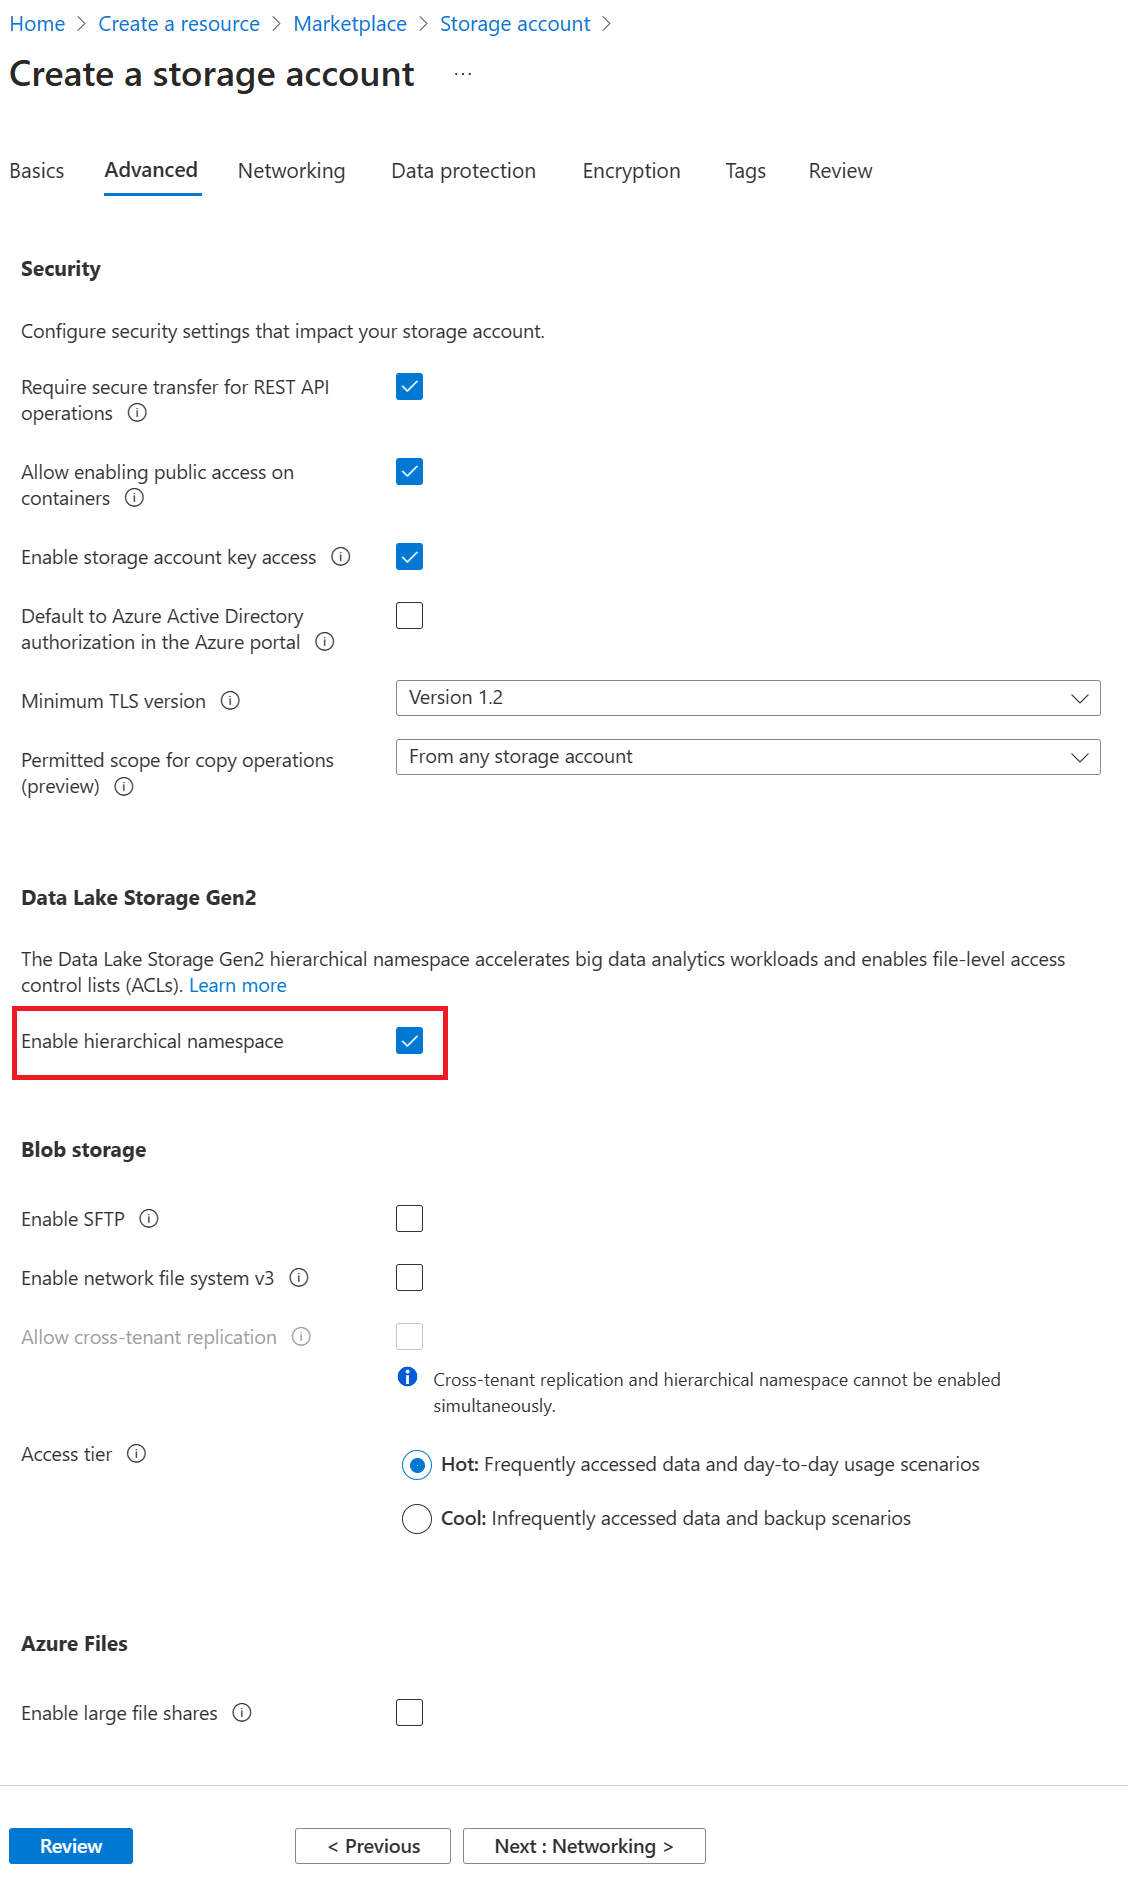 Home > Create a resource > Marketplace > Storage account >
Create a storage account ...
Basics Advanced Networking Data protection Encryption Tags Review
Security
Configure security settings that impact your storage account.
Require secure transfer for REST API
operations
Allow enabling public access on
containers
Enable storage account key access
Default to Azure Active Directory
authorization in the Azure portal
Minimum TLS version Version 1.2
Permitted scope for copy operations From any storage account
(preview)
Data Lake Storage Gen2
The Data Lake Storage Gen2 hierarchical namespace accelerates big data analytics workloads and enables file-level access
control lists (ACLs). Learn more
Enable hierarchical namespace
Blob storage
Enable SFTP
Enable network file system v3
Allow cross-tenant replication
Cross-tenant replication and hierarchical namespace cannot be enabled
simultaneously.
Access tier
Hot: Frequently accessed data and day-to-day usage scenarios
Cool: Infrequently accessed data and backup scenarios
Azure Files
Enable large file shares
Review < Previous Next : Networking >